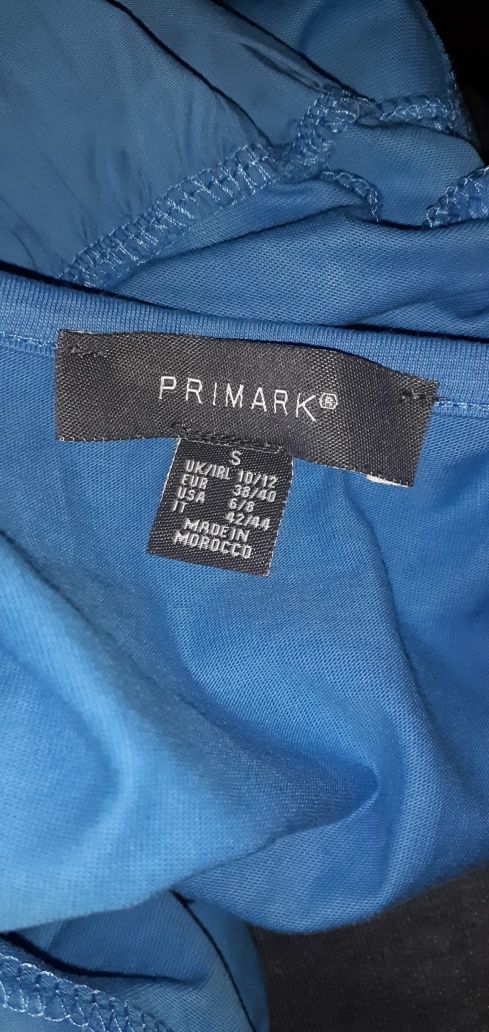 PRIMARK®
S
UK/IRL 10/12
EUR 38/40
USA 6/8
IT 42/44
MADE IN
MOROCCO